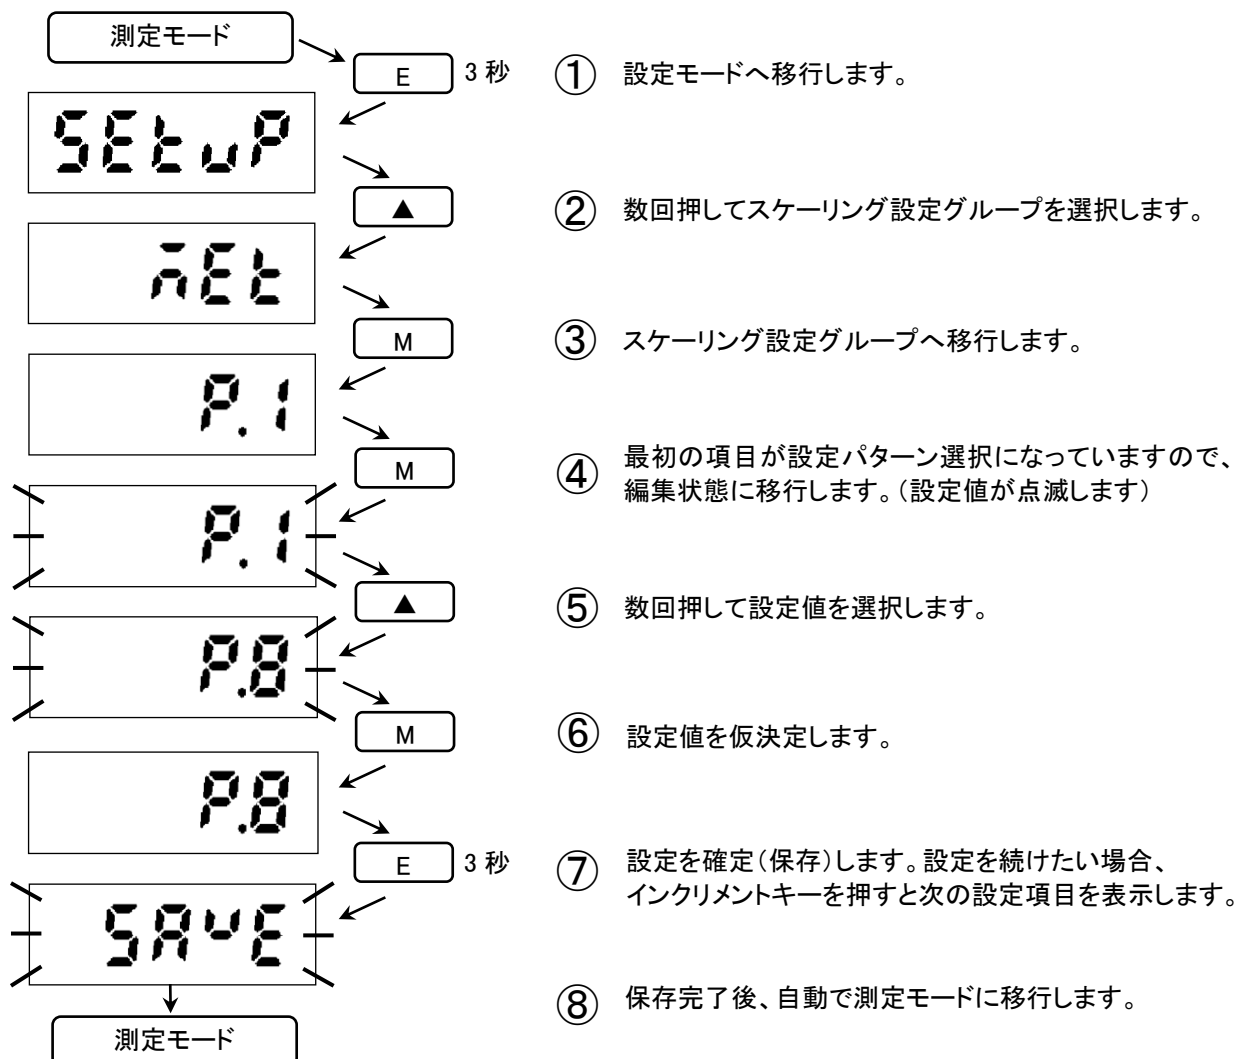 測定モード
E 3 秒
① 設定モードへ移行します。
SEtuP
▲
② 数回押してスケーリング設定グループを選択します。
mEt
M
③ スケーリング設定グループへ移行します。
P.1
M
④ 最初の項目が設定パターン選択になっていますので、
編集状態に移行します。(設定値が点滅します)
P.1
▲
⑤ 数回押して設定値を選択します。
P.8
M
⑥ 設定値を仮決定します。
P.8
E 3 秒
⑦ 設定を確定(保存)します。設定を続けたい場合、
インクリメントキーを押すと次の設定項目を表示します。
SAvE
⑧ 保存完了後、自動で測定モードに移行します。
測定モード